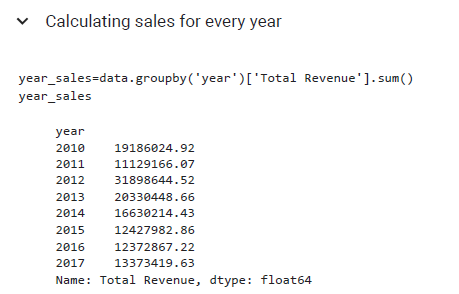 Calculating sales for every year
year_sales=data.groupby('year')['Total Revenue'].sum()
year_sales
year
2010    19186024.92
2011    11129166.07
2012    31898644.52
2013    20330448.66
2014    16630214.43
2015    12427982.86
2016    12372867.22
2017    13373419.63
Name: Total Revenue, dtype: float64